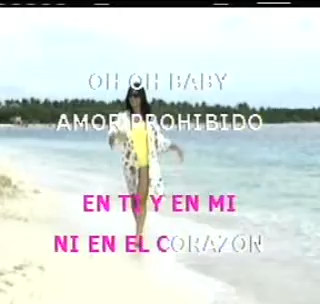 OH OH BABY
AMOR PROHIBIDO
EN TI Y EN MI
NI EN EL CORAZON